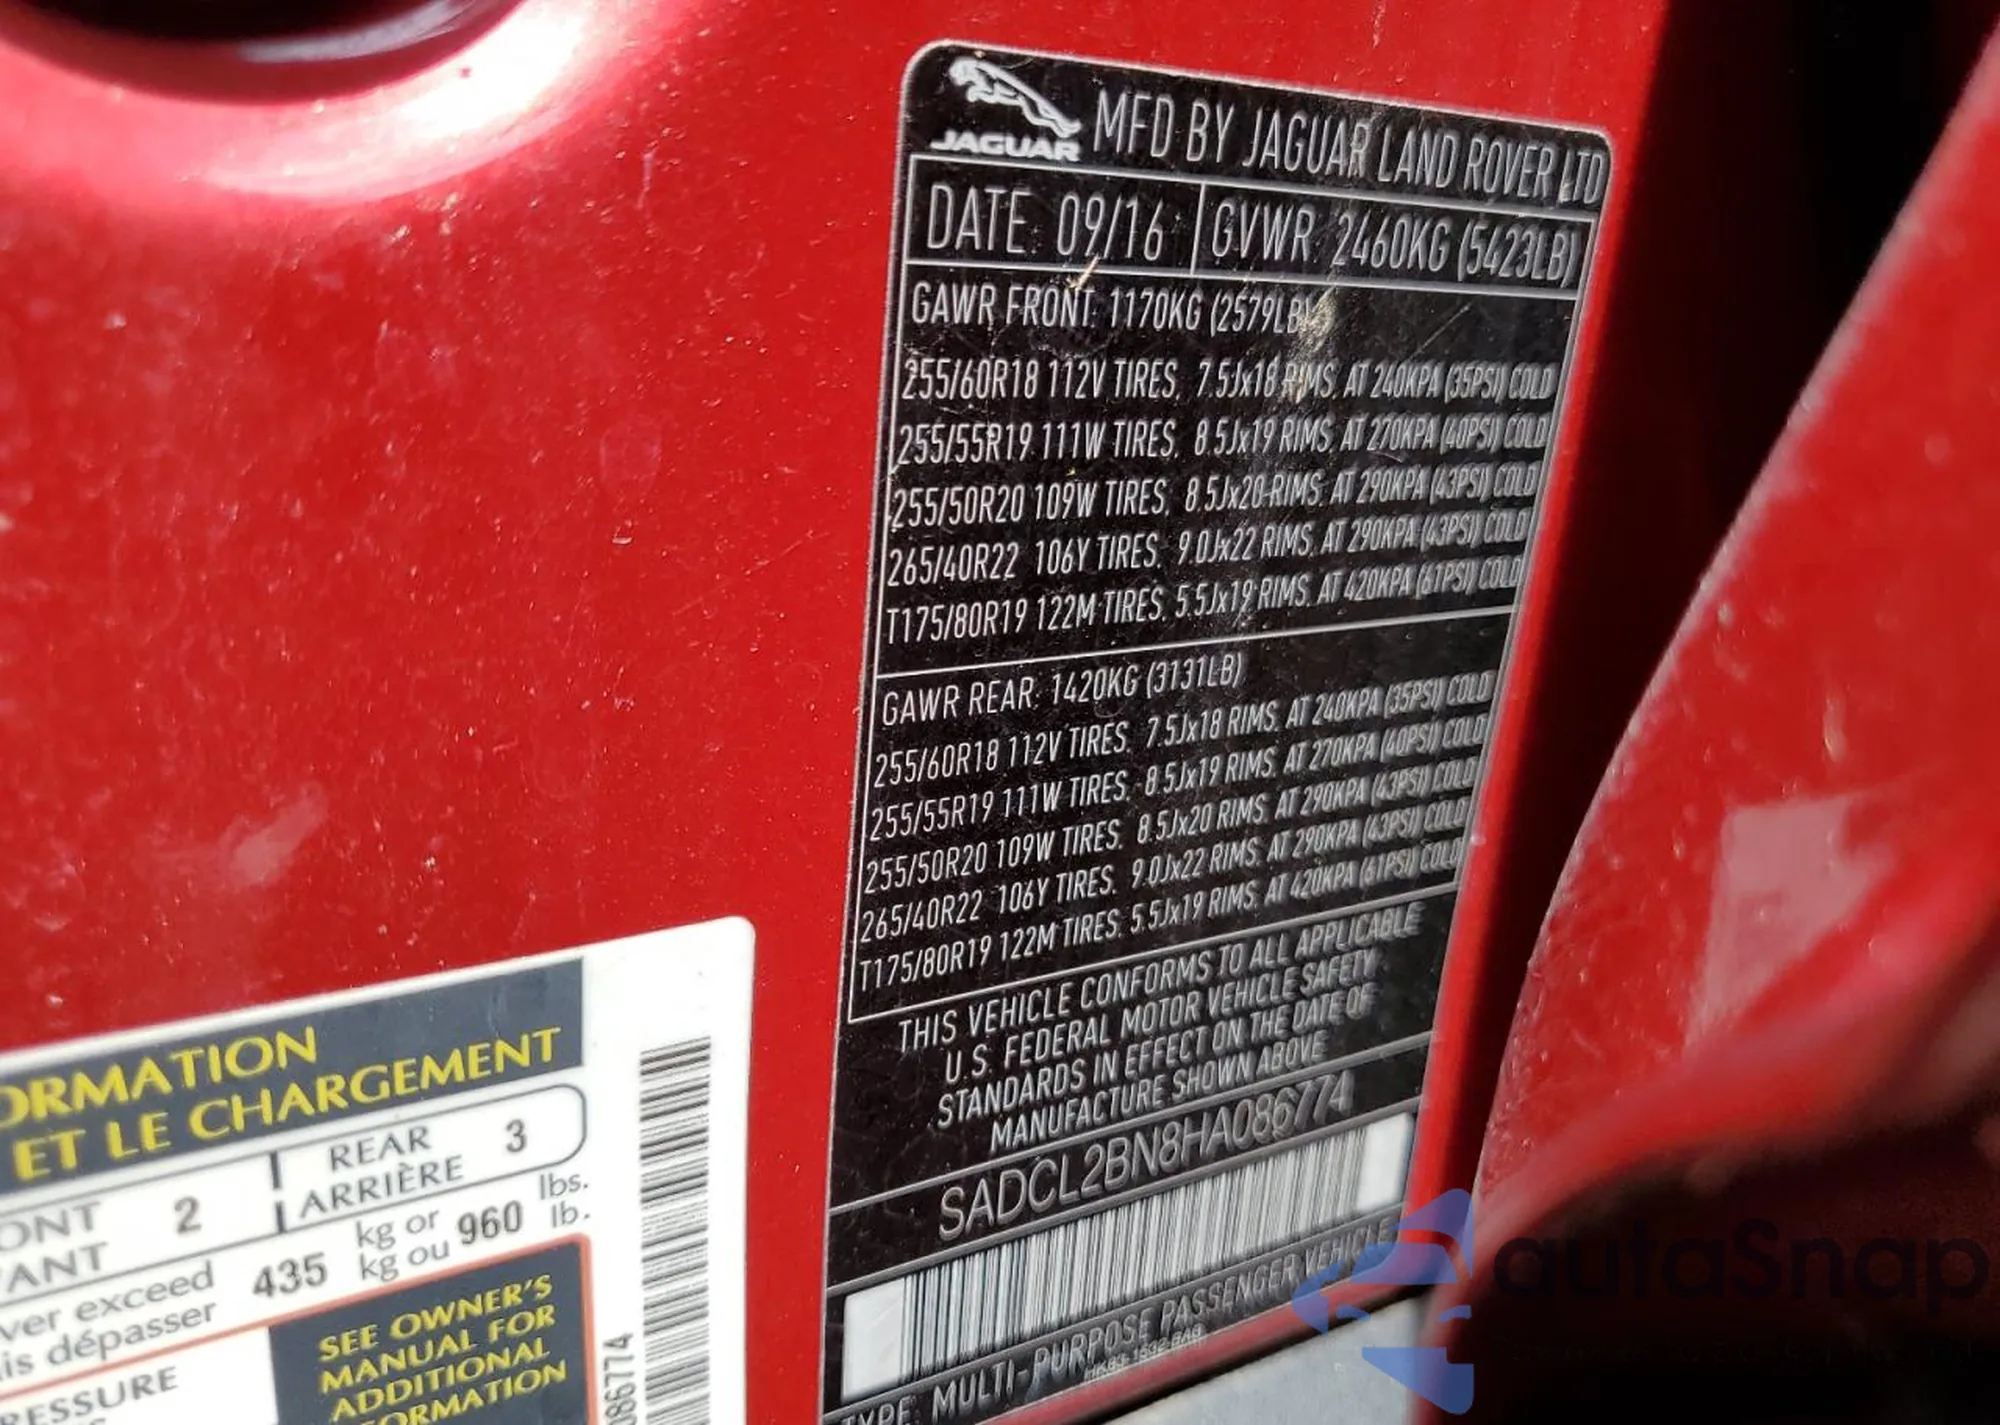 JAGUAR
MFD BY JAGUAR LAND ROVER LTD
DATE: 09/16
GVWR: 2460KG (5423LB)
GAWR FRONT: 1170KG (2579LB)
255/60R18 112V TIRES, 7.5Jx18 RIMS, AT 240KPA (35PSI) COLD
255/55R19 111W TIRES, 8.5Jx19 RIMS, AT 270KPA (40PSI) COLD
255/50R20 109W TIRES, 8.5Jx20 RIMS, AT 290KPA (43PSI) COLD
265/40R22 106Y TIRES, 9.0Jx22 RIMS, AT 290KPA (43PSI) COLD
T175/80R19 122M TIRES, 5.5Jx19 RIMS, AT 420KPA (61PSI) COLD
GAWR REAR: 1420KG (3131LB)
255/60R18 112V TIRES, 7.5Jx18 RIMS, AT 240KPA (35PSI) COLD
255/55R19 111W TIRES, 8.5Jx19 RIMS, AT 270KPA (40PSI) COLD
255/50R20 109W TIRES, 8.5Jx20 RIMS, AT 290KPA (43PSI) COLD
265/40R22 106Y TIRES, 9.0Jx22 RIMS, AT 290KPA (43PSI) COLD
T175/80R19 122M TIRES, 5.5Jx19 RIMS, AT 420KPA (61PSI) COLD
THIS VEHICLE CONFORMS TO ALL APPLICABLE
U.S. FEDERAL MOTOR VEHICLE SAFETY
STANDARDS IN EFFECT ON THE DATE OF
MANUFACTURE SHOWN ABOVE
SADCL2BN8HA086774
TYPE: MULTI-PURPOSE PASSENGER VEHICLE
ORMATION
ET LE CHARGEMENT
ONT
ANT
2
REAR
ARRIÈRE
3
ver exceed
is dépasser
435
kg or
kg ou
960
lbs.
lb.
RESSURE
SEE OWNER'S
MANUAL FOR
ADDITIONAL
FORMATION
086774
autaSnap